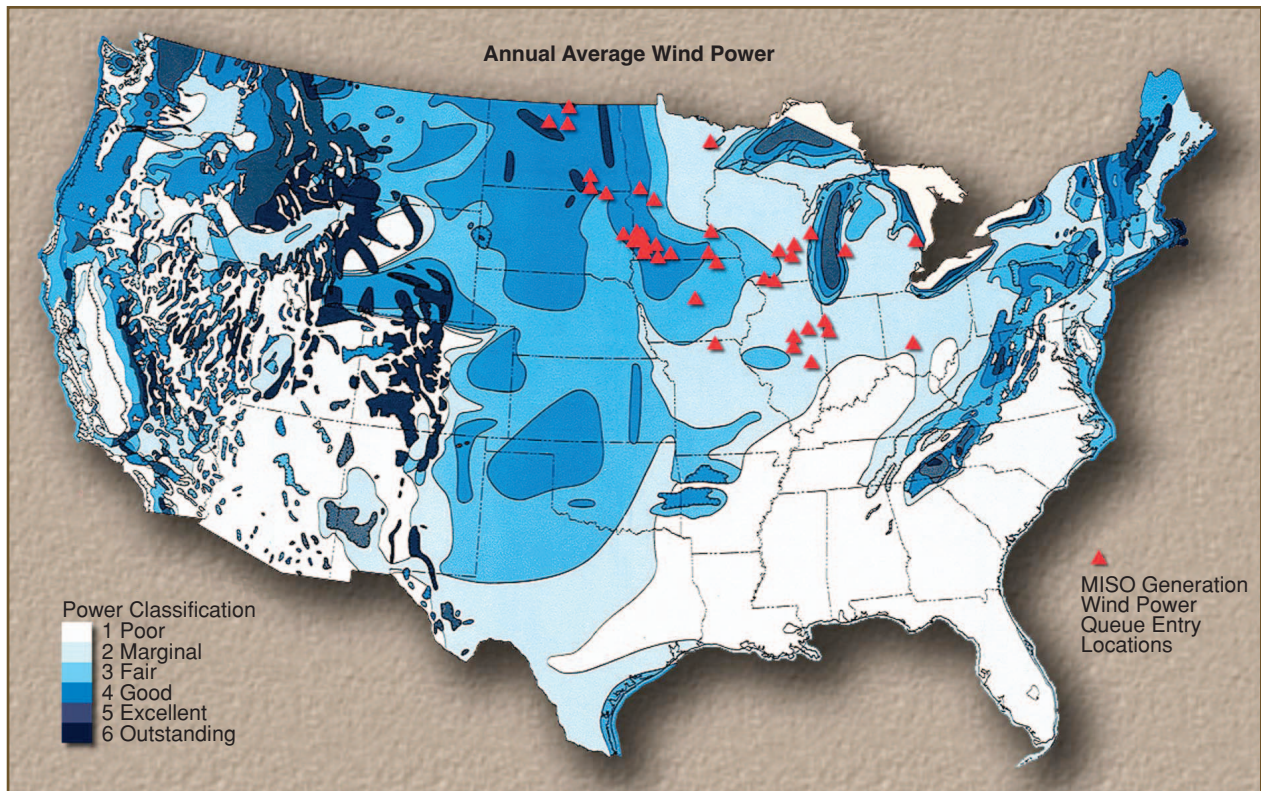 Annual Average Wind Power
Power Classification
1 Poor
2 Marginal
3 Fair
4 Good
5 Excellent
6 Outstanding
MISO Generation
Wind Power
Queue Entry
Locations